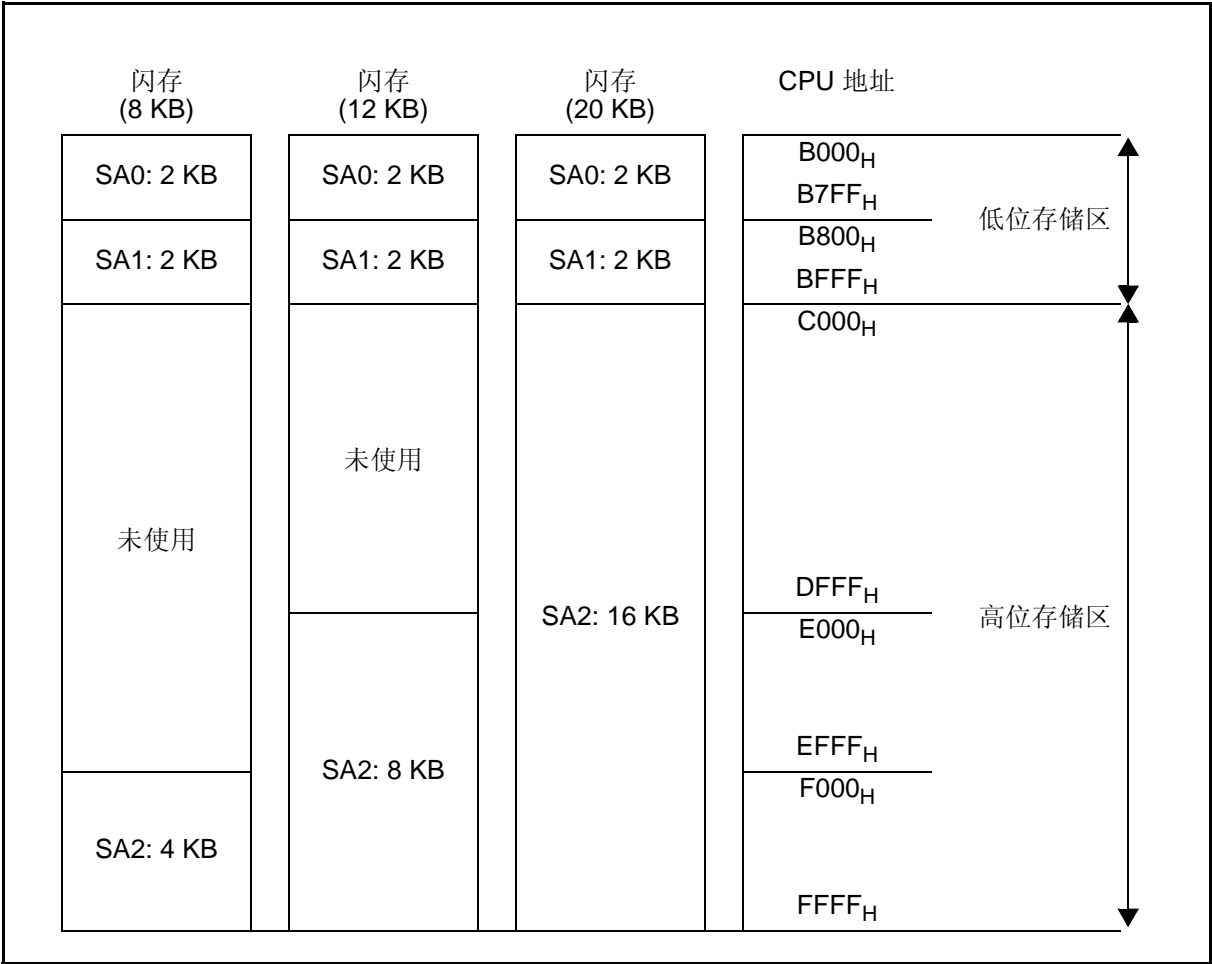 闪存
(8 KB)
闪存
(12 KB)
闪存
(20 KB)
CPU 地址
SA0: 2 KB
SA0: 2 KB
SA0: 2 KB
B000H
B7FFH
低位存储区
SA1: 2 KB
SA1: 2 KB
SA1: 2 KB
B800H
BFFFH
C000H
未使用
未使用
DFFFH
SA2: 16 KB
高位存储区
E000H
EFFFH
SA2: 8 KB
F000H
SA2: 4 KB
FFFFH